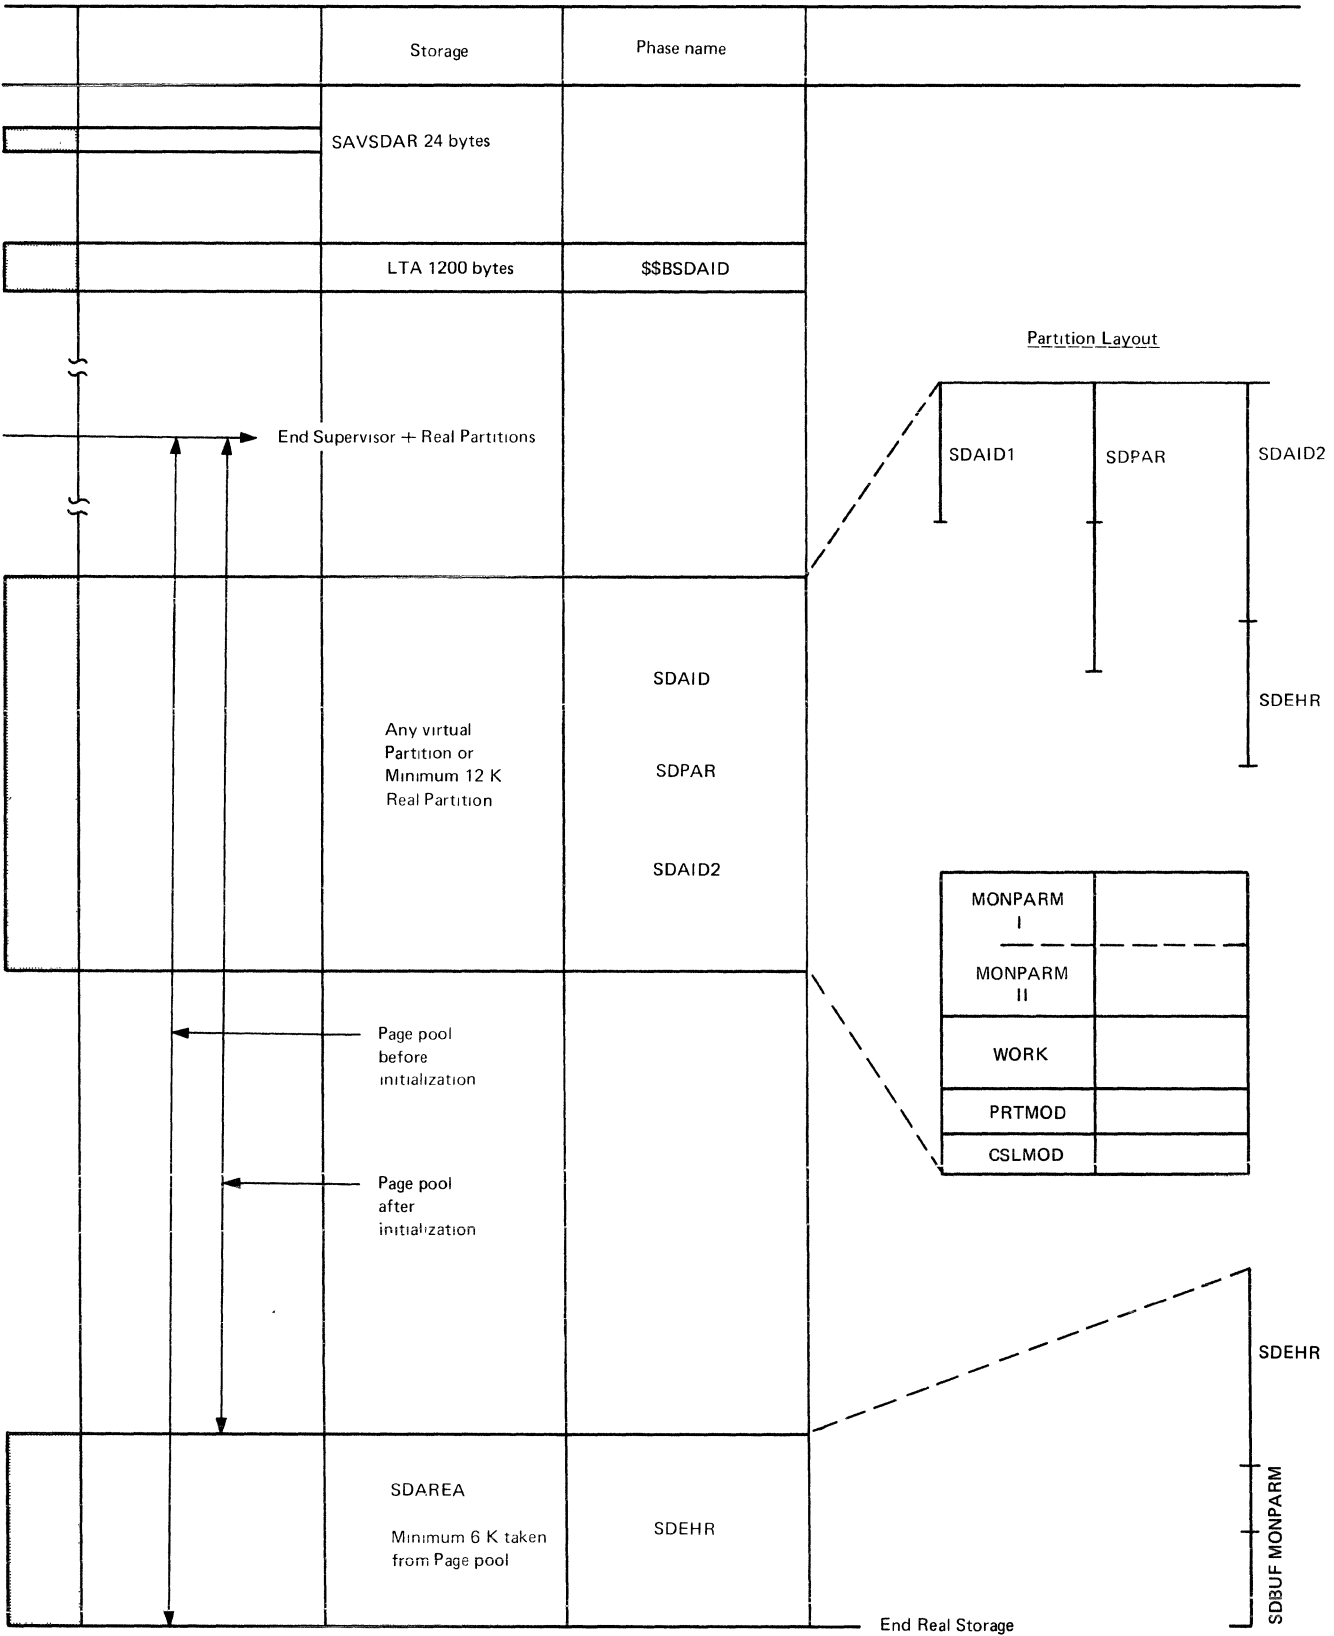 Storage
Phase name
SAVSDAR 24 bytes
LTA 1200 bytes
$$BSDAID
Partition Layout
End Supervisor + Real Partitions
SDAID1
SDPAR
SDAID2
SDAID
SDEHR
Any virtual
Partition or
Minimum 12 K
Real Partition
SDPAR
SDAID2
MONPARM
I
MONPARM
II
WORK
PRTMOD
CSLMOD
Page pool
before
initialization
Page pool
after
initialization
SDEHR
SDAREA
Minimum 6 K taken
from Page pool
SDEHR
SDBUF MONPARM
End Real Storage